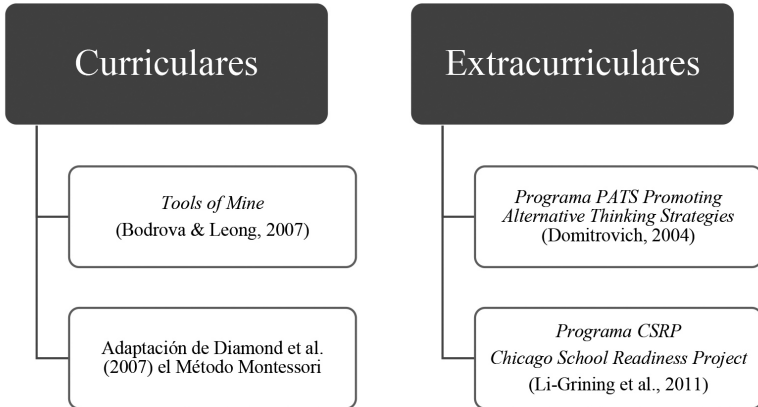 Curriculares
Tools of Mine
(Bodrova & Leong, 2007)
Adaptación de Diamond et al.
(2007) el Método Montessori
Extracurriculares
Programa PATS Promoting
Alternative Thinking Strategies
(Domitrovich, 2004)
Programa CSRP
Chicago School Readiness Project
(Li-Grining et al., 2011)